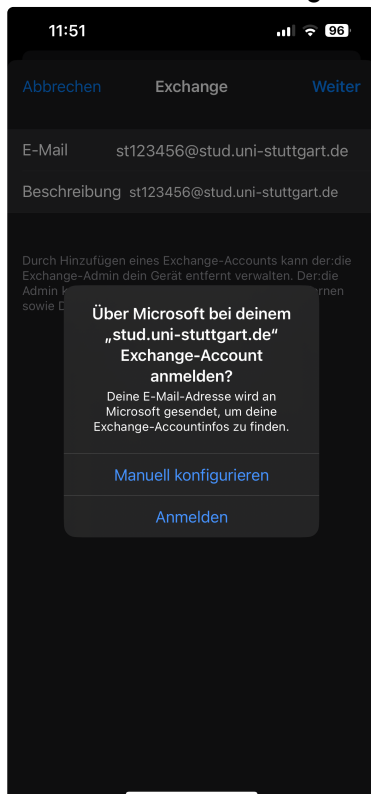 11:51
96
Abbrechen Exchange Weiter
E-Mail st123456@stud.uni-stuttgart.de
Beschreibung st123456@stud.uni-stuttgart.de
Durch Hinzufügen eines Exchange-Accounts kann der:die
Exchange-Admin dein Gerät entfernt verwalten. Der:die
Admin
sowie
Über Microsoft bei deinem
„stud.uni-stuttgart.de“
Exchange-Account
anmelden?
Deine E-Mail-Adresse wird an
Microsoft gesendet, um deine
Exchange-Accountinfos zu finden.
Manuell konfigurieren
Anmelden